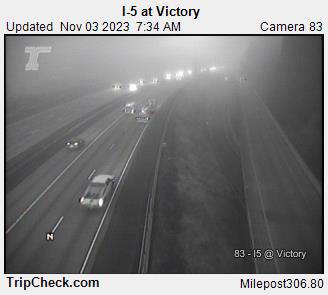 I-5 at Victory
Updated Nov 03 2023 7:34 AM Camera 83
T
N
83 - I5 @ Victory
TripCheck.com Milepost306.80